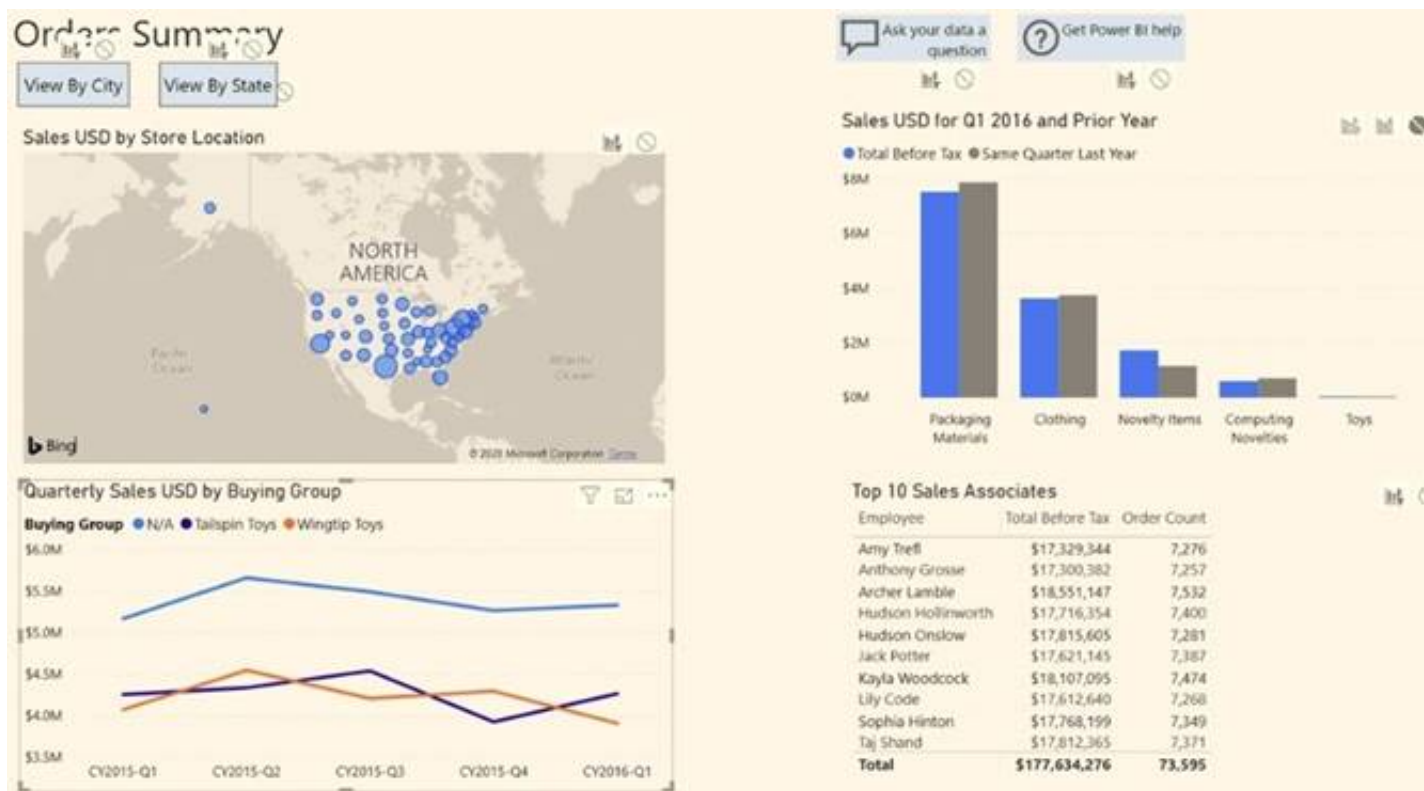 Orders Summary
View By City
View By State
Ask your data a
question
Get Power BI help
Sales USD by Store Location
NORTH
AMERICA
Pacific
Ocean
Atlantic
Ocean
Bing
© 2020 Microsoft Corporation Terms
Sales USD for Q1 2016 and Prior Year
Total Before Tax Same Quarter Last Year
$8M
$6M
$4M
$2M
$0M
Packaging
Materials
Clothing
Novelty Items
Computing
Novelties
Toys
Quarterly Sales USD by Buying Group
Buying Group N/A Tailspin Toys Wingtip Toys
$6.0M
$5.5M
$5.0M
$4.5M
$4.0M
$3.5M
CY2015-Q1 CY2015-Q2 CY2015-Q3 CY2015-Q4 CY2016-Q1
Top 10 Sales Associates
Employee Total Before Tax Order Count
Amy Trefl $17,329,344 7,276
Anthony Grosse $17,300,382 7,257
Archer Lamble $18,551,147 7,532
Hudson Hollinworth $17,716,354 7,400
Hudson Onslow $17,815,605 7,281
Jack Potter $17,621,145 7,387
Kayla Woodcock $18,107,095 7,474
Lily Code $17,612,640 7,268
Sophia Hinton $17,768,199 7,349
Taj Shand $17,812,365 7,371
Total $177,634,276 73,595